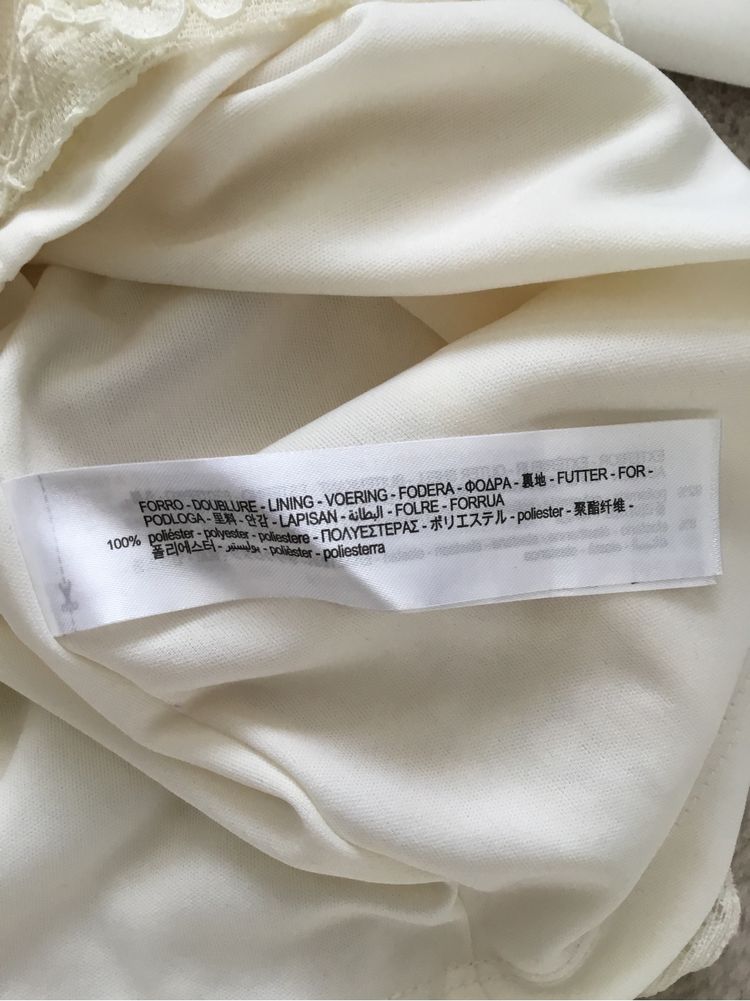 FORRO - DOUBLURE - LINING - VOERING - FODERA - ΦΟΔΡΑ - 裏地 - FUTTER - FOR -
PODLOGA - 里料 - 안감 - LAPISAN - البطانة - FOLRE - FORRUA
100% poliéster - polyester - poliestere - ΠΟΛΥΕΣΤΕΡΑΣ - ポリエステル - poliester - 聚酯纤维 -
폴리에스터 - بوليستير - polièster - poliesterra